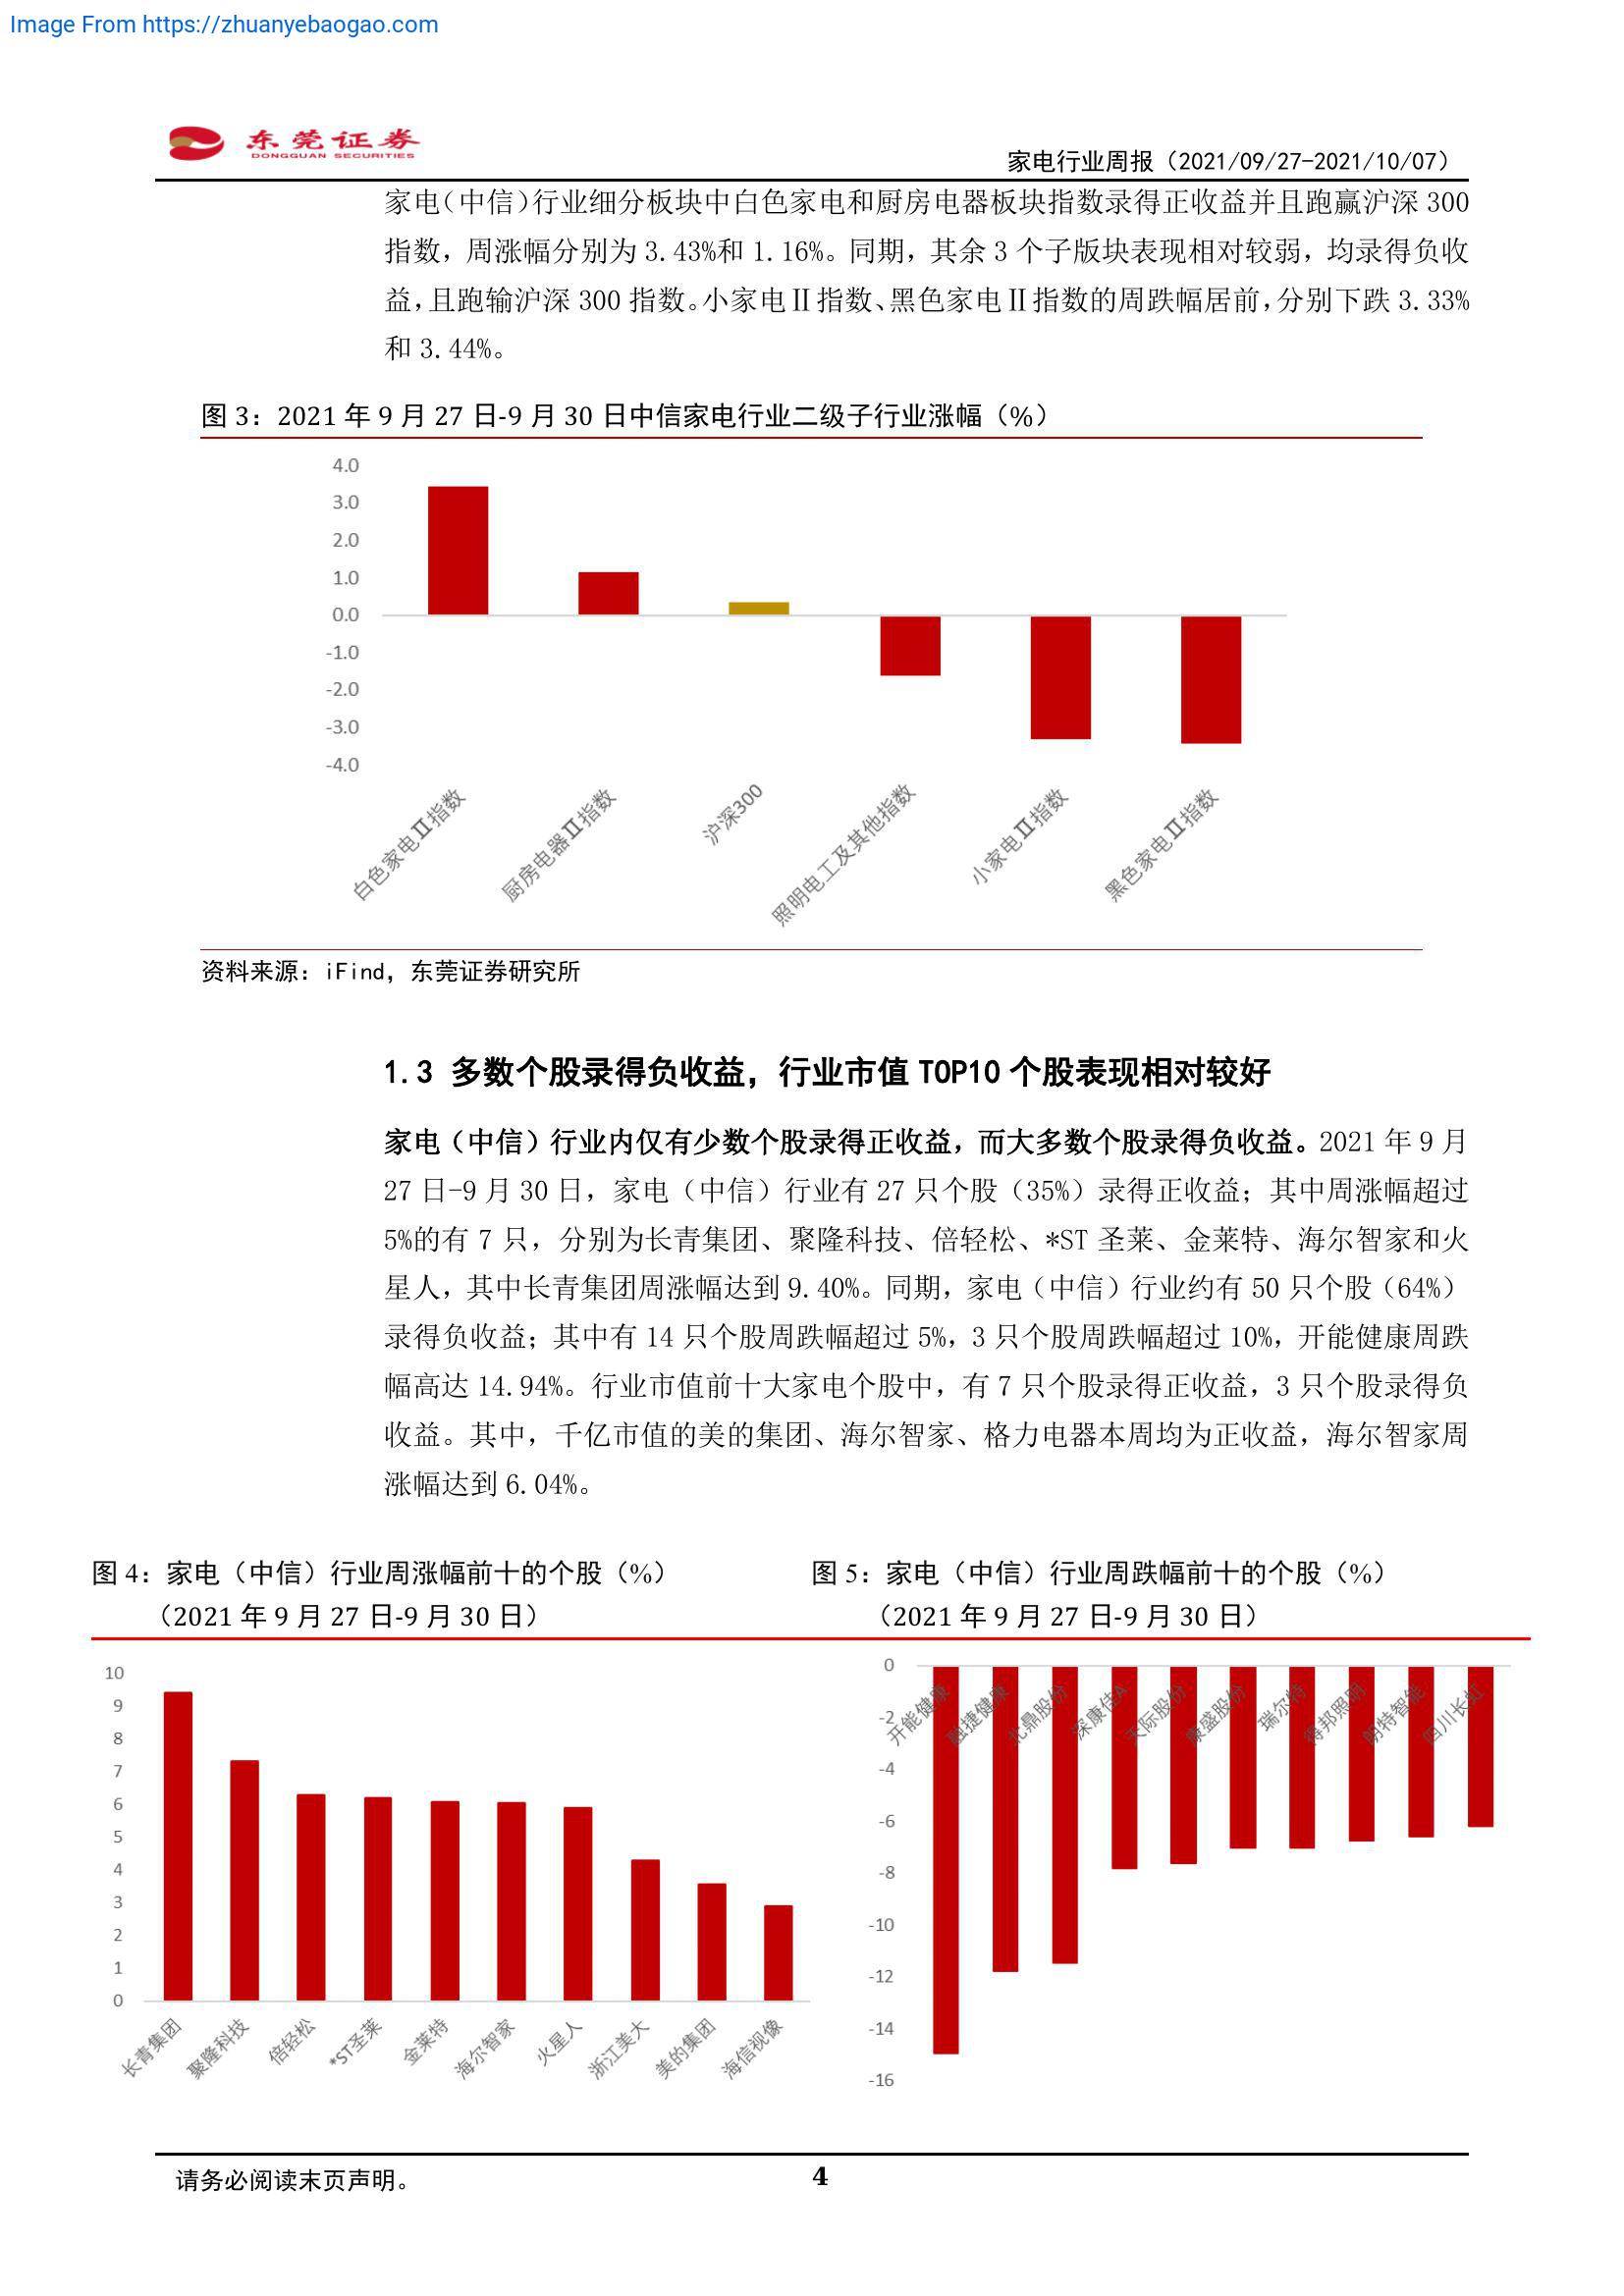 Image From https://zhuanyebaogao.com
东莞证券
DONGGUAN SECURITIES
家电行业周报（2021/09/27-2021/10/07）
家电（中信）行业细分板块中白色家电和厨房电器板块指数录得正收益并且跑赢沪深 300
指数，周涨幅分别为 3.43%和 1.16%。同期，其余 3 个子版块表现相对较弱，均录得负收
益，且跑输沪深 300 指数。小家电Ⅱ指数、黑色家电Ⅱ指数的周跌幅居前，分别下跌 3.33%
和 3.44%。
图 3：2021 年 9 月 27 日-9 月 30 日中信家电行业二级子行业涨幅（%）
4.0
3.0
2.0
1.0
0.0
-1.0
-2.0
-3.0
-4.0
白色家电Ⅱ指数
厨房电器Ⅱ指数
沪深300
照明电工及其他指数
小家电Ⅱ指数
黑色家电Ⅱ指数
资料来源：iFind，东莞证券研究所
1.3 多数个股录得负收益，行业市值 TOP10 个股表现相对较好
家电（中信）行业内仅有少数个股录得正收益，而大多数个股录得负收益。2021 年 9 月
27 日-9 月 30 日，家电（中信）行业有 27 只个股（35%）录得正收益；其中周涨幅超过
5%的有 7 只，分别为长青集团、聚隆科技、倍轻松、*ST 圣莱、金莱特、海尔智家和火
星人，其中长青集团周涨幅达到 9.40%。同期，家电（中信）行业约有 50 只个股（64%）
录得负收益；其中有 14 只个股周跌幅超过 5%，3 只个股周跌幅超过 10%，开能健康周跌
幅高达 14.94%。行业市值前十大家电个股中，有 7 只个股录得正收益，3 只个股录得负
收益。其中，千亿市值的美的集团、海尔智家、格力电器本周均为正收益，海尔智家周
涨幅达到 6.04%。
图 4：家电（中信）行业周涨幅前十的个股（%）
（2021 年 9 月 27 日-9 月 30 日）
10
9
8
7
6
5
4
3
2
1
0
长青集团
聚隆科技
倍轻松
*ST圣莱
金莱特
海尔智家
火星人
浙江美大
美的集团
海信视像
图 5：家电（中信）行业周跌幅前十的个股（%）
（2021 年 9 月 27 日-9 月 30 日）
0
-2
-4
-6
-8
-10
-12
-14
-16
开能健康
融捷健康
北鼎股份
深康佳A
天际股份
康盛股份
瑞尔特
得邦照明
朗特智能
四川长虹
请务必阅读末页声明。
4